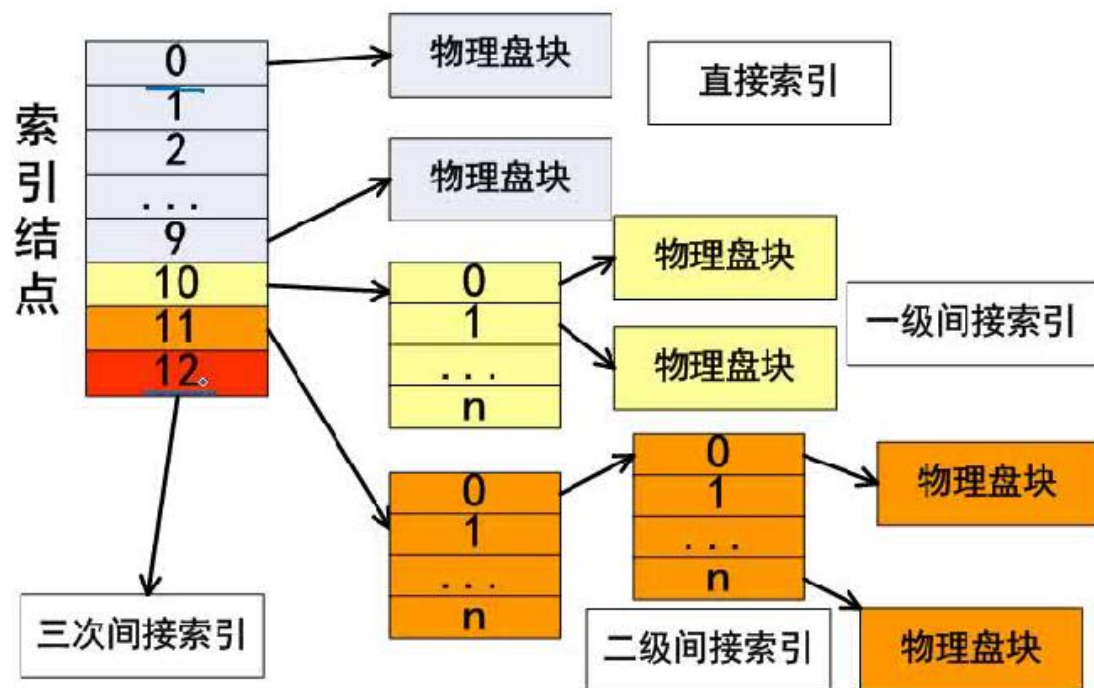 索引结点
0
1
2
...
9
10
11
12
物理盘块
直接索引
物理盘块
0
1
...
n
物理盘块
物理盘块
一级间接索引
0
1
...
n
0
1
...
n
物理盘块
物理盘块
二级间接索引
三次间接索引